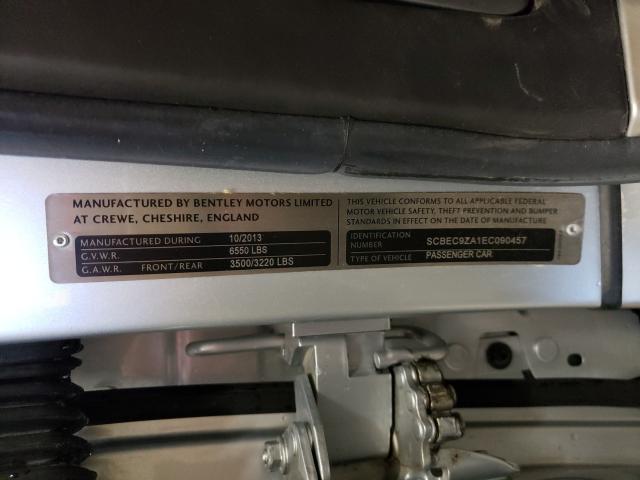 MANUFACTURED BY BENTLEY MOTORS LIMITED
AT CREWE, CHESHIRE, ENGLAND
MANUFACTURED DURING 10/2013
G.V.W.R. 6550 LBS
G.A.W.R. FRONT/REAR 3500/3220 LBS
THIS VEHICLE CONFORMS TO ALL APPLICABLE FEDERAL
MOTOR VEHICLE SAFETY, THEFT PREVENTION AND BUMPER
STANDARDS IN EFFECT ON THE DATE OF MANUFACTURE
IDENTIFICATION
NUMBER SCBEC9ZA1EC090457
TYPE OF VEHICLE PASSENGER CAR